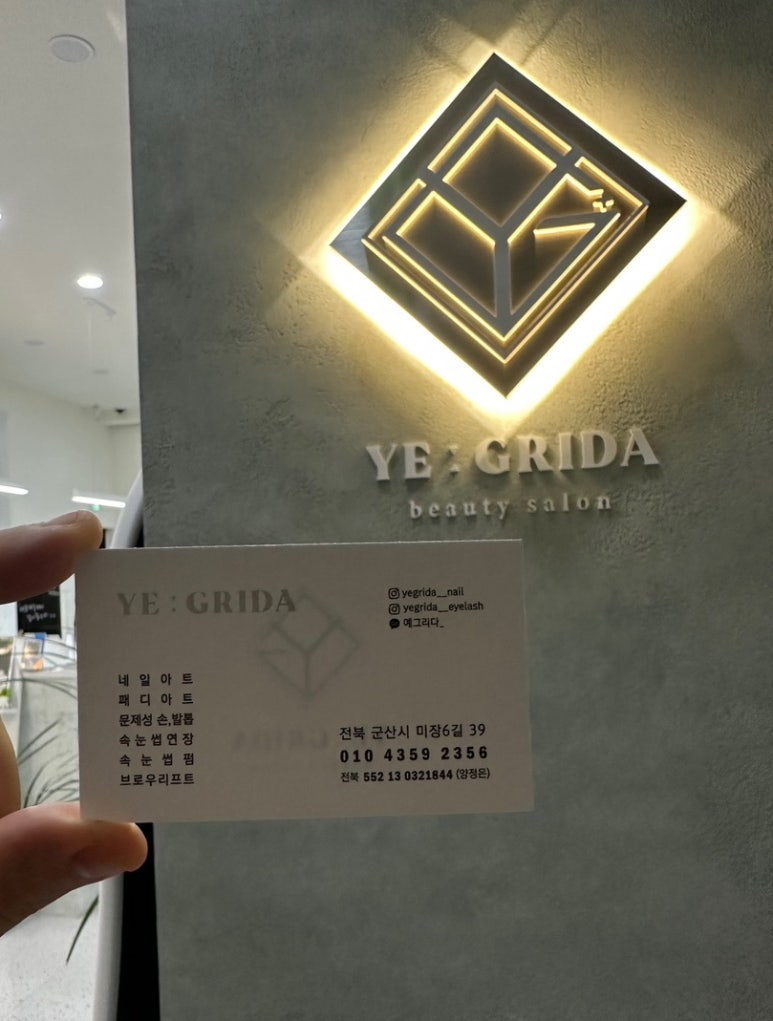 YE:GRIDA
beauty salon
YE:GRIDA
yegrida__nail
yegrida__eyelash
예그리다_
네일아트
패디아트
문제성 손,발톱
속눈썹연장
속눈썹펌
브로우리프트
전북 군산시 미장6길 39
010 4359 2356
전북 552 13 0321844 (양정은)